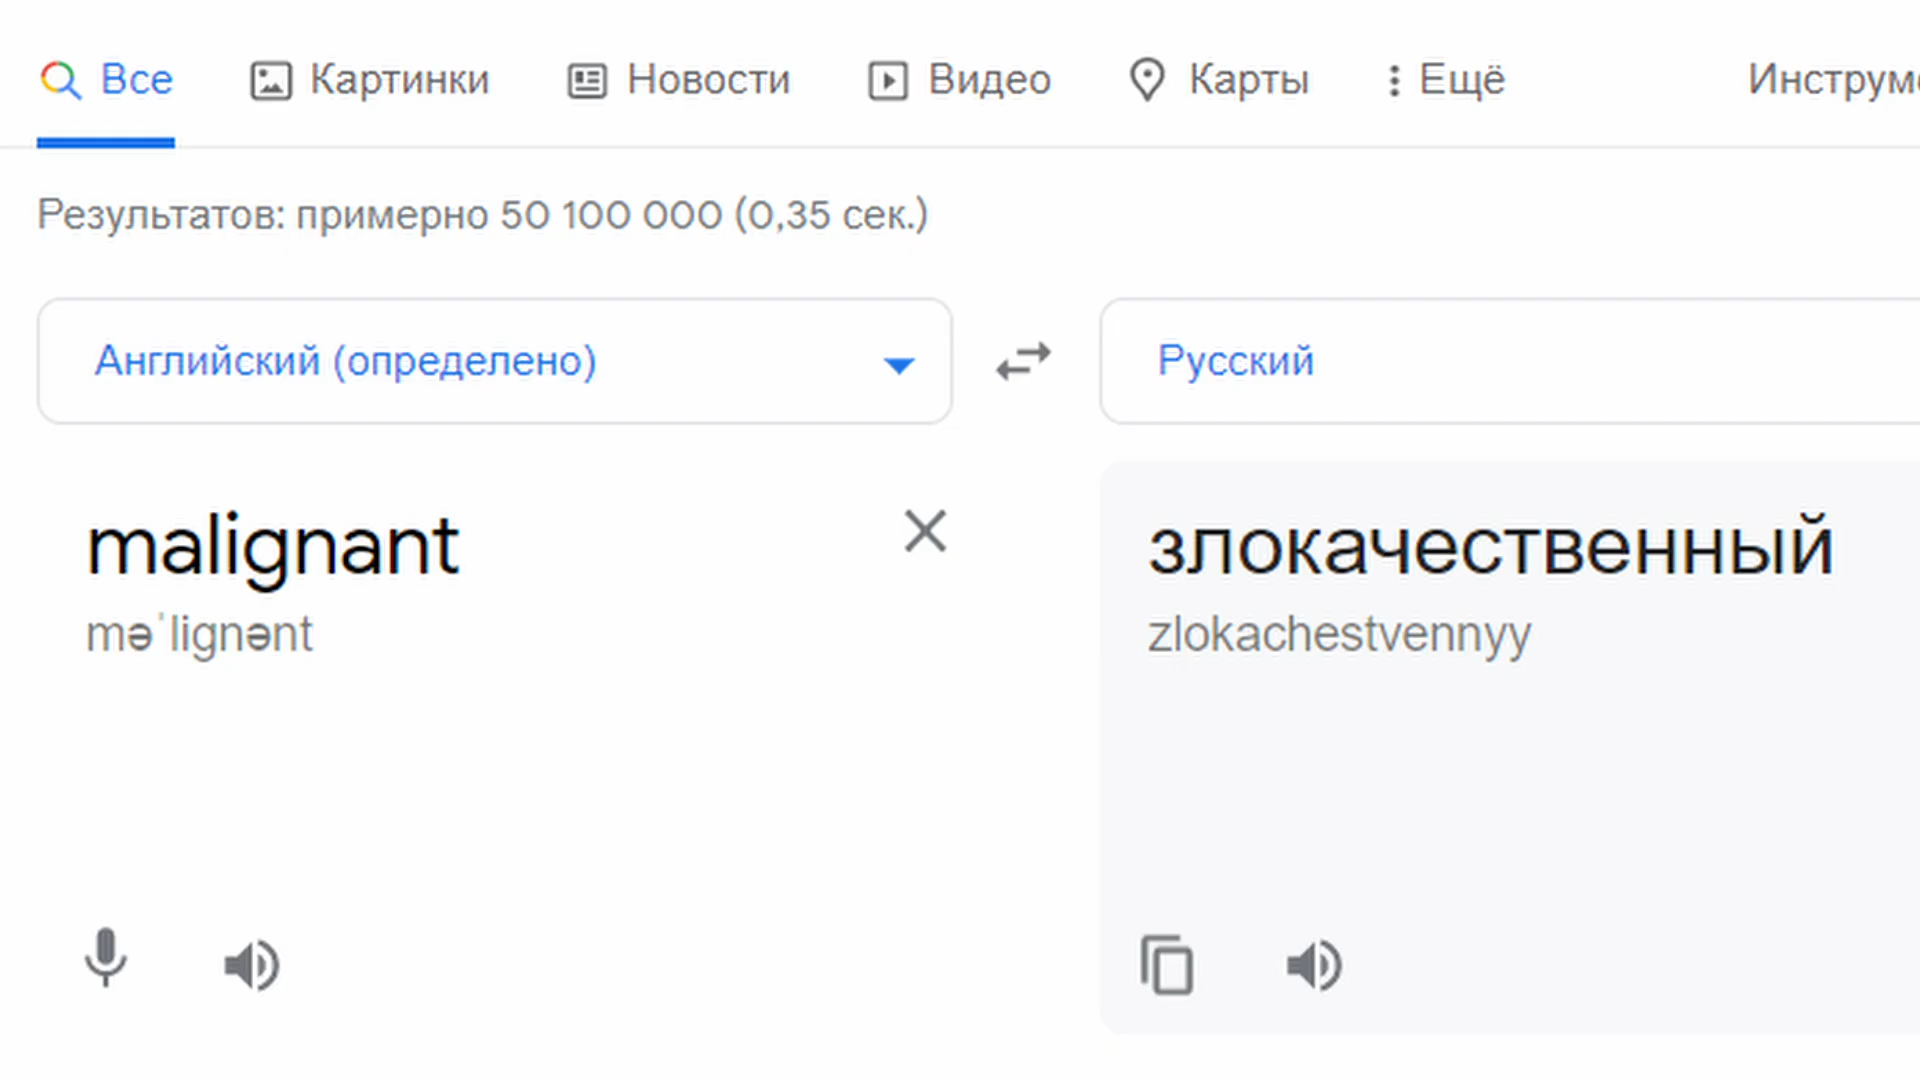 Все Картинки Новости Видео Карты Ещё Инструме
Результатов: примерно 50 100 000 (0,35 сек.)
Английский (определено) Русский
malignant злокачественный
məˈlignənt zlokachestvennyy